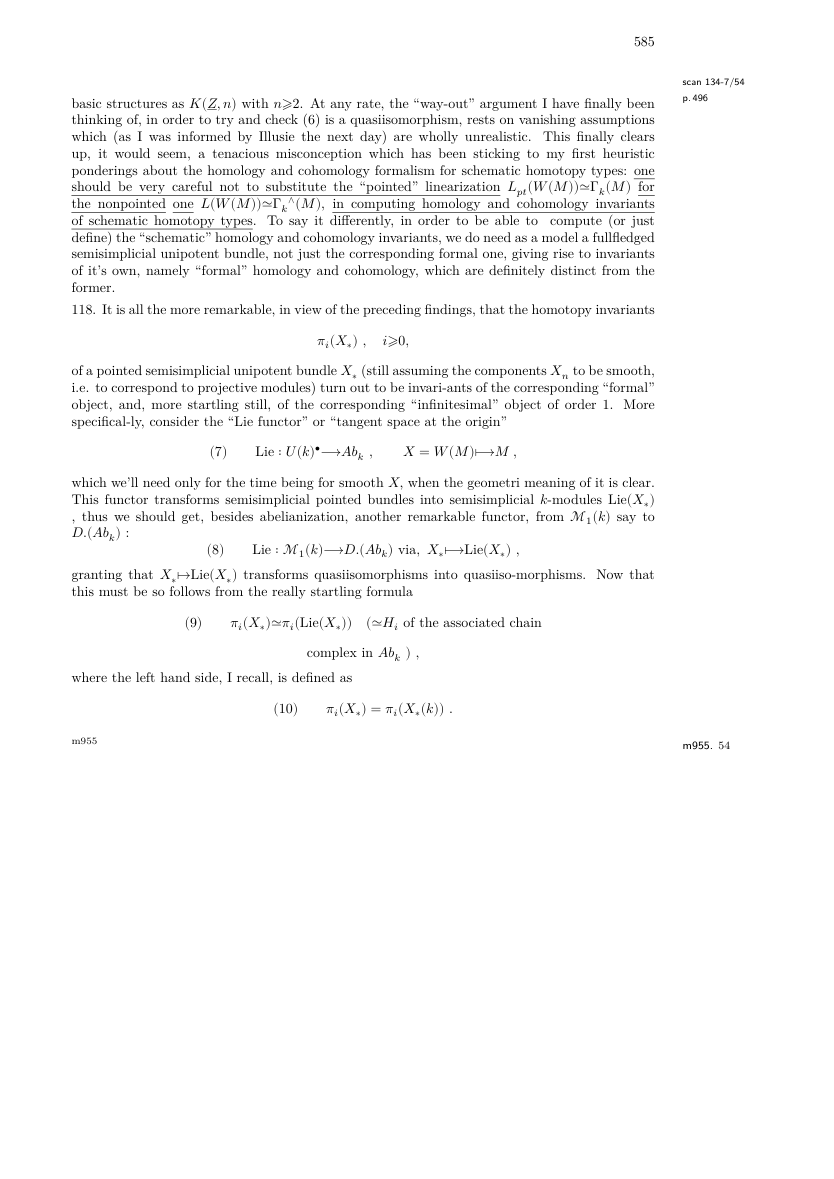 585
scan 134-7/54
p. 496
basic structures as K(Z, n) with n⩾2. At any rate, the “way-out” argument I have finally been
thinking of, in order to try and check (6) is a quasiisomorphism, rests on vanishing assumptions
which (as I was informed by Illusie the next day) are wholly unrealistic. This finally clears
up, it would seem, a tenacious misconception which has been sticking to my first heuristic
ponderings about the homology and cohomology formalism for schematic homotopy types: one
should be very careful not to substitute the “pointed” linearization L_pt(W(M))≃Γ_k(M) for
the nonpointed one L(W(M))≃Γ_k^∧(M), in computing homology and cohomology invariants
of schematic homotopy types. To say it differently, in order to be able to compute (or just
define) the “schematic” homology and cohomology invariants, we do need as a model a fullfledged
semisimplicial unipotent bundle, not just the corresponding formal one, giving rise to invariants
of it’s own, namely “formal” homology and cohomology, which are definitely distinct from the
former.
118. It is all the more remarkable, in view of the preceding findings, that the homotopy invariants
π_i(X_*) , i⩾0,
of a pointed semisimplicial unipotent bundle X_* (still assuming the components X_n to be smooth,
i.e. to correspond to projective modules) turn out to be invari-ants of the corresponding “formal”
object, and, more startling still, of the corresponding “infinitesimal” object of order 1. More
specifical-ly, consider the “Lie functor” or “tangent space at the origin”
(7) Lie : U(k)^•⟶Ab_k , X = W(M)⟼M ,
which we’ll need only for the time being for smooth X, when the geometri meaning of it is clear.
This functor transforms semisimplicial pointed bundles into semisimplicial k-modules Lie(X_*)
, thus we should get, besides abelianization, another remarkable functor, from ℳ_1(k) say to
D.(Ab_k) :
(8) Lie : ℳ_1(k)⟶D.(Ab_k) via, X_*⟼Lie(X_*) ,
granting that X_*↦Lie(X_*) transforms quasiisomorphisms into quasiiso-morphisms. Now that
this must be so follows from the really startling formula
(9) π_i(X_*)≃π_i(Lie(X_*)) (≃H_i of the associated chain
complex in Ab_k ) ,
where the left hand side, I recall, is defined as
(10) π_i(X_*) = π_i(X_*(k)) .
m955
m955. 54